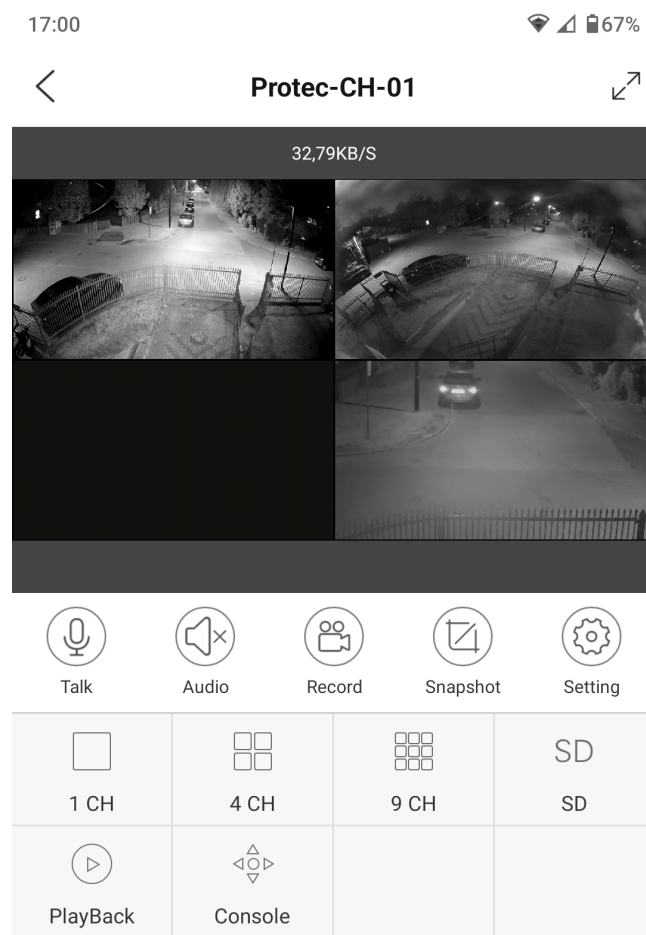 17:00 67%
Protec-CH-01
32,79KB/S
Talk Audio Record Snapshot Setting
SD
1 CH 4 CH 9 CH SD
PlayBack Console